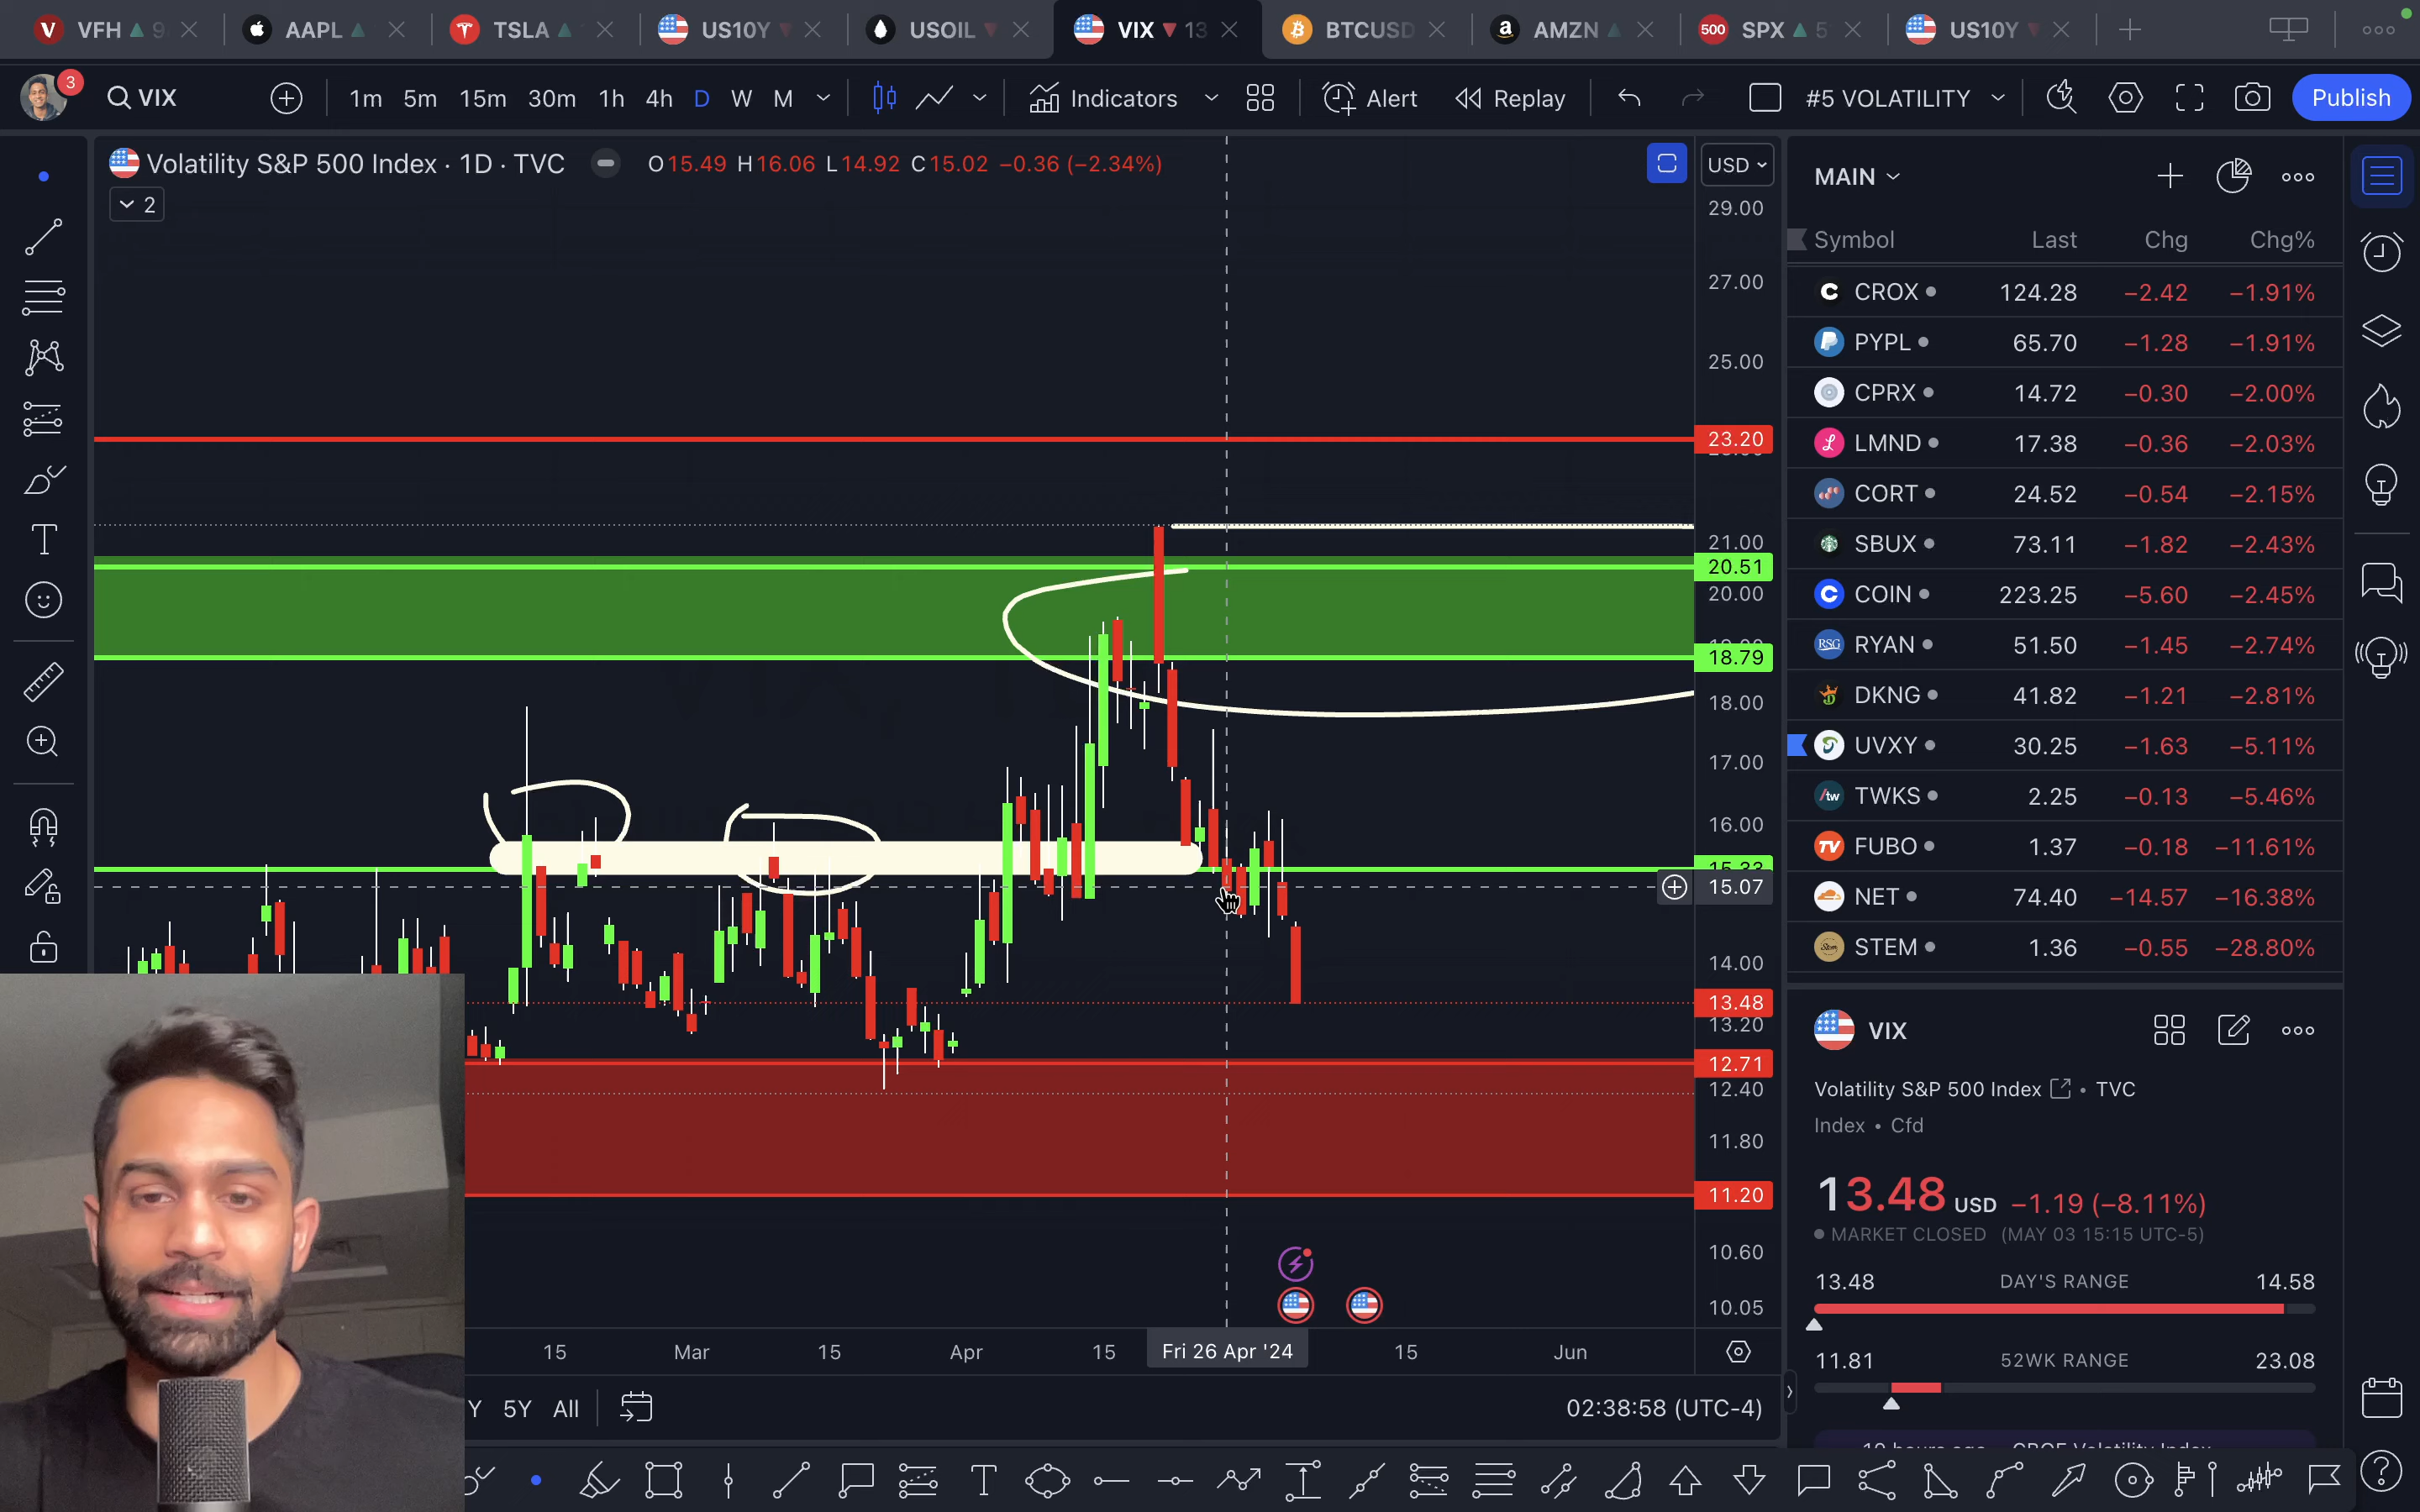 VFH 9
AAPL
TSLA
US10Y
USOIL
VIX 13
BTCUSD
AMZN
500 SPX 5
US10Y
3
VIX
1m 5m 15m 30m 1h 4h D W M
Indicators
Alert
Replay
#5 VOLATILITY
Publish
Volatility S&P 500 Index · 1D · TVC
O15.49 H16.06 L14.92 C15.02 −0.36 (−2.34%)
2
USD
29.00
27.00
25.00
23.20
21.00
20.51
20.00
18.79
18.00
17.00
16.00
15.33
15.07
14.00
13.48
13.20
12.71
12.40
11.80
11.20
10.60
10.05
15 Mar 15 Apr 15 Fri 26 Apr '24 15 Jun
Y 5Y All
02:38:58 (UTC-4)
MAIN
Symbol Last Chg Chg%
CROX 124.28 −2.42 −1.91%
PYPL 65.70 −1.28 −1.91%
CPRX 14.72 −0.30 −2.00%
LMND 17.38 −0.36 −2.03%
CORT 24.52 −0.54 −2.15%
SBUX 73.11 −1.82 −2.43%
COIN 223.25 −5.60 −2.45%
RSG RYAN 51.50 −1.45 −2.74%
DKNG 41.82 −1.21 −2.81%
UVXY 30.25 −1.63 −5.11%
/tw TWKS 2.25 −0.13 −5.46%
TV FUBO 1.37 −0.18 −11.61%
NET 74.40 −14.57 −16.38%
Stem STEM 1.36 −0.55 −28.80%
VIX
Volatility S&P 500 Index • TVC
Index • Cfd
13.48 USD −1.19 (−8.11%)
MARKET CLOSED (MAY 03 15:15 UTC-5)
13.48 DAY'S RANGE 14.58
11.81 52WK RANGE 23.08